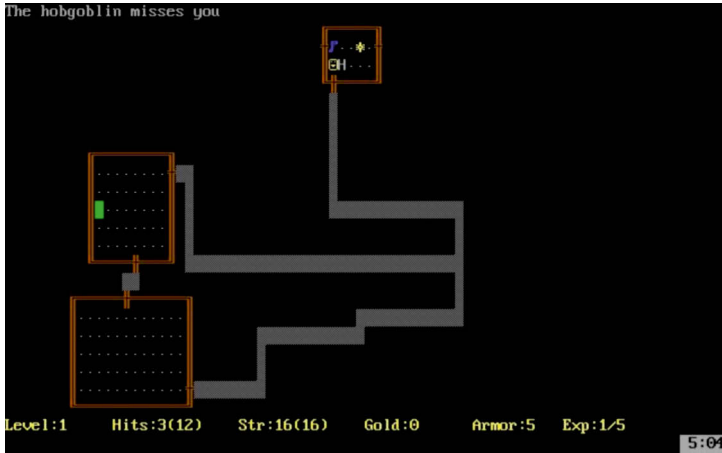 The hobgoblin misses you
H
Level:1 Hits:3(12) Str:16(16) Gold:0 Armor:5 Exp:1/5
5:04